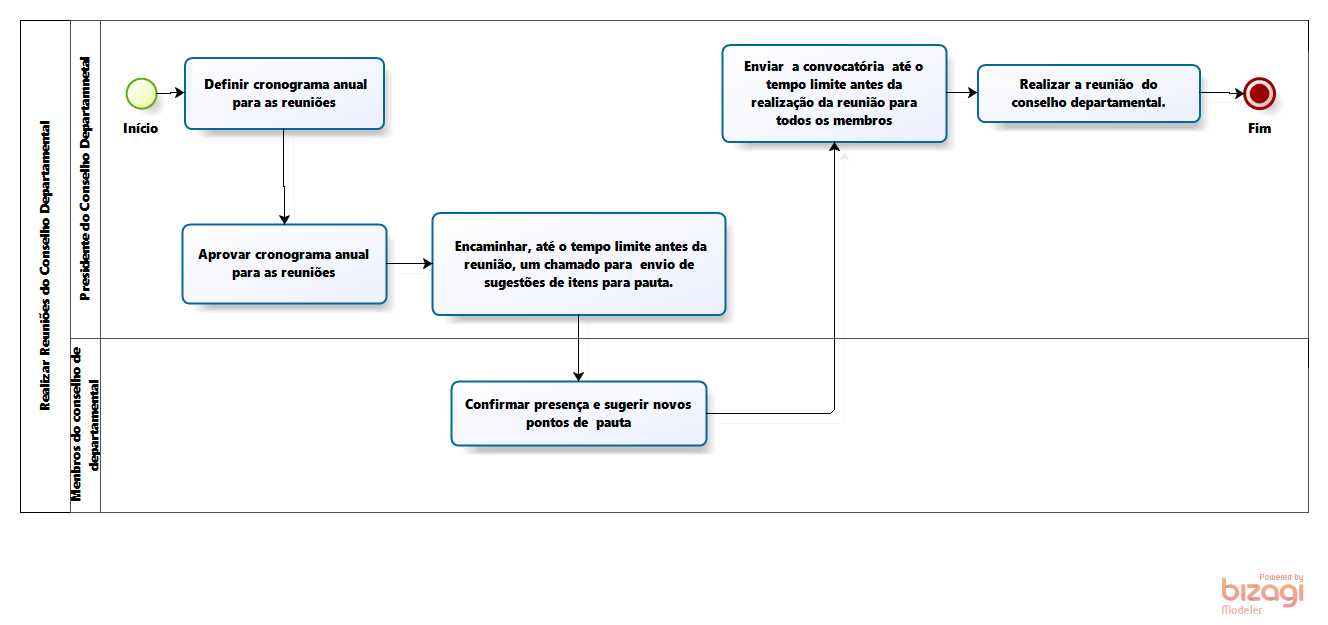 Realizar Reuniões do Conselho Departamental
Presidente do Conselho Departamnetal
Início
Definir cronograma anual
para as reuniões
Aprovar cronograma anual
para as reuniões
Encaminhar, até o tempo limite antes da
reunião, um chamado para envio de
sugestões de itens para pauta.
Enviar a convocatória até o
tempo limite antes da
realização da reunião para
todos os membros
Realizar a reunião do
conselho departamental.
Fim
Menbros do conselho de
departamental
Confirmar presença e sugerir novos
pontos de pauta
Powered by
bizagi
Modeler